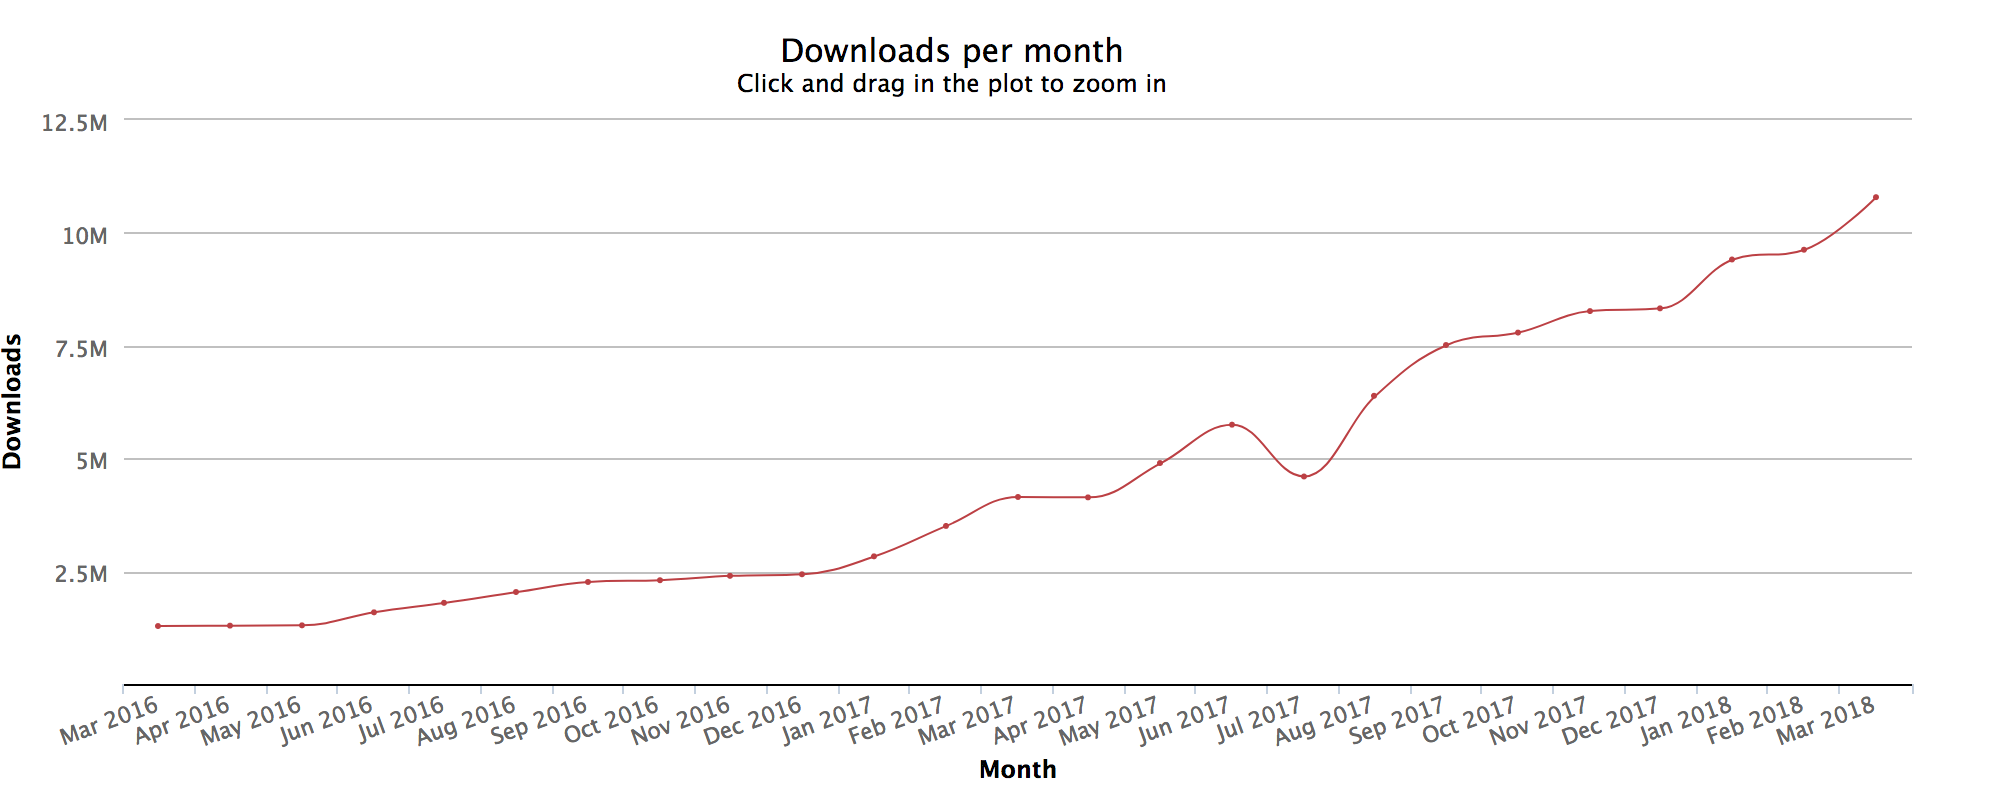 Downloads per month
Click and drag in the plot to zoom in
12.5M
10M
7.5M
5M
2.5M
Downloads
Mar 2016
Apr 2016
May 2016
Jun 2016
Jul 2016
Aug 2016
Sep 2016
Oct 2016
Nov 2016
Dec 2016
Jan 2017
Feb 2017
Mar 2017
Apr 2017
May 2017
Jun 2017
Jul 2017
Aug 2017
Sep 2017
Oct 2017
Nov 2017
Dec 2017
Jan 2018
Feb 2018
Mar 2018
Month